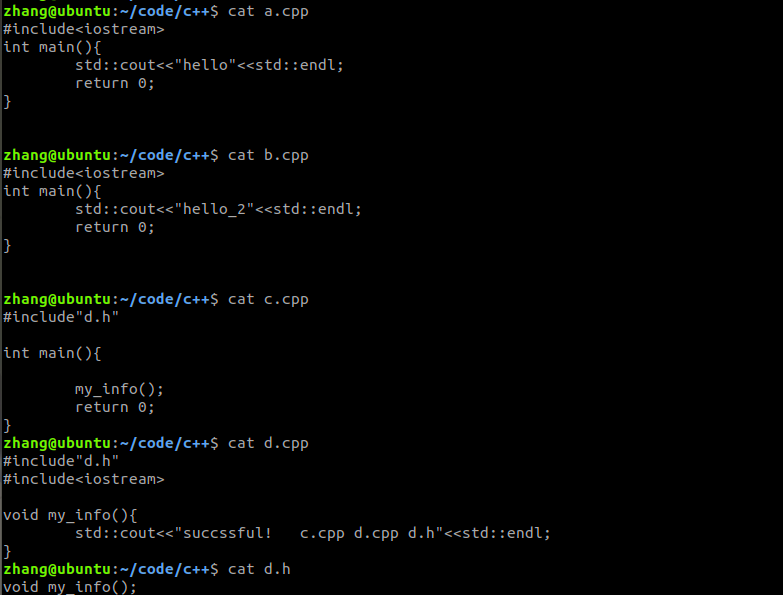 zhang@ubuntu:~/code/c++$ cat a.cpp
#include<iostream>
int main(){
        std::cout<<"hello"<<std::endl;
        return 0;
}
zhang@ubuntu:~/code/c++$ cat b.cpp
#include<iostream>
int main(){
        std::cout<<"hello_2"<<std::endl;
        return 0;
}
zhang@ubuntu:~/code/c++$ cat c.cpp
#include"d.h"
int main(){
        my_info();
        return 0;
}
zhang@ubuntu:~/code/c++$ cat d.cpp
#include"d.h"
#include<iostream>
void my_info(){
        std::cout<<"succssful!   c.cpp d.cpp d.h"<<std::endl;
}
zhang@ubuntu:~/code/c++$ cat d.h
void my_info();